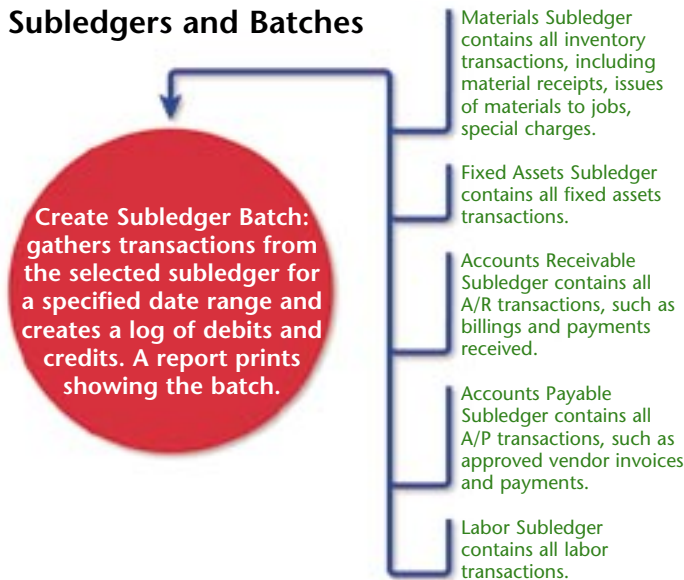 Subledgers and Batches
Create Subledger Batch:
gathers transactions from
the selected subledger for
a specified date range and
creates a log of debits and
credits. A report prints
showing the batch.
Materials Subledger
contains all inventory
transactions, including
material receipts, issues
of materials to jobs,
special charges.
Fixed Assets Subledger
contains all fixed assets
transactions.
Accounts Receivable
Subledger contains all
A/R transactions, such as
billings and payments
received.
Accounts Payable
Subledger contains all
A/P transactions, such as
approved vendor invoices
and payments.
Labor Subledger
contains all labor
transactions.